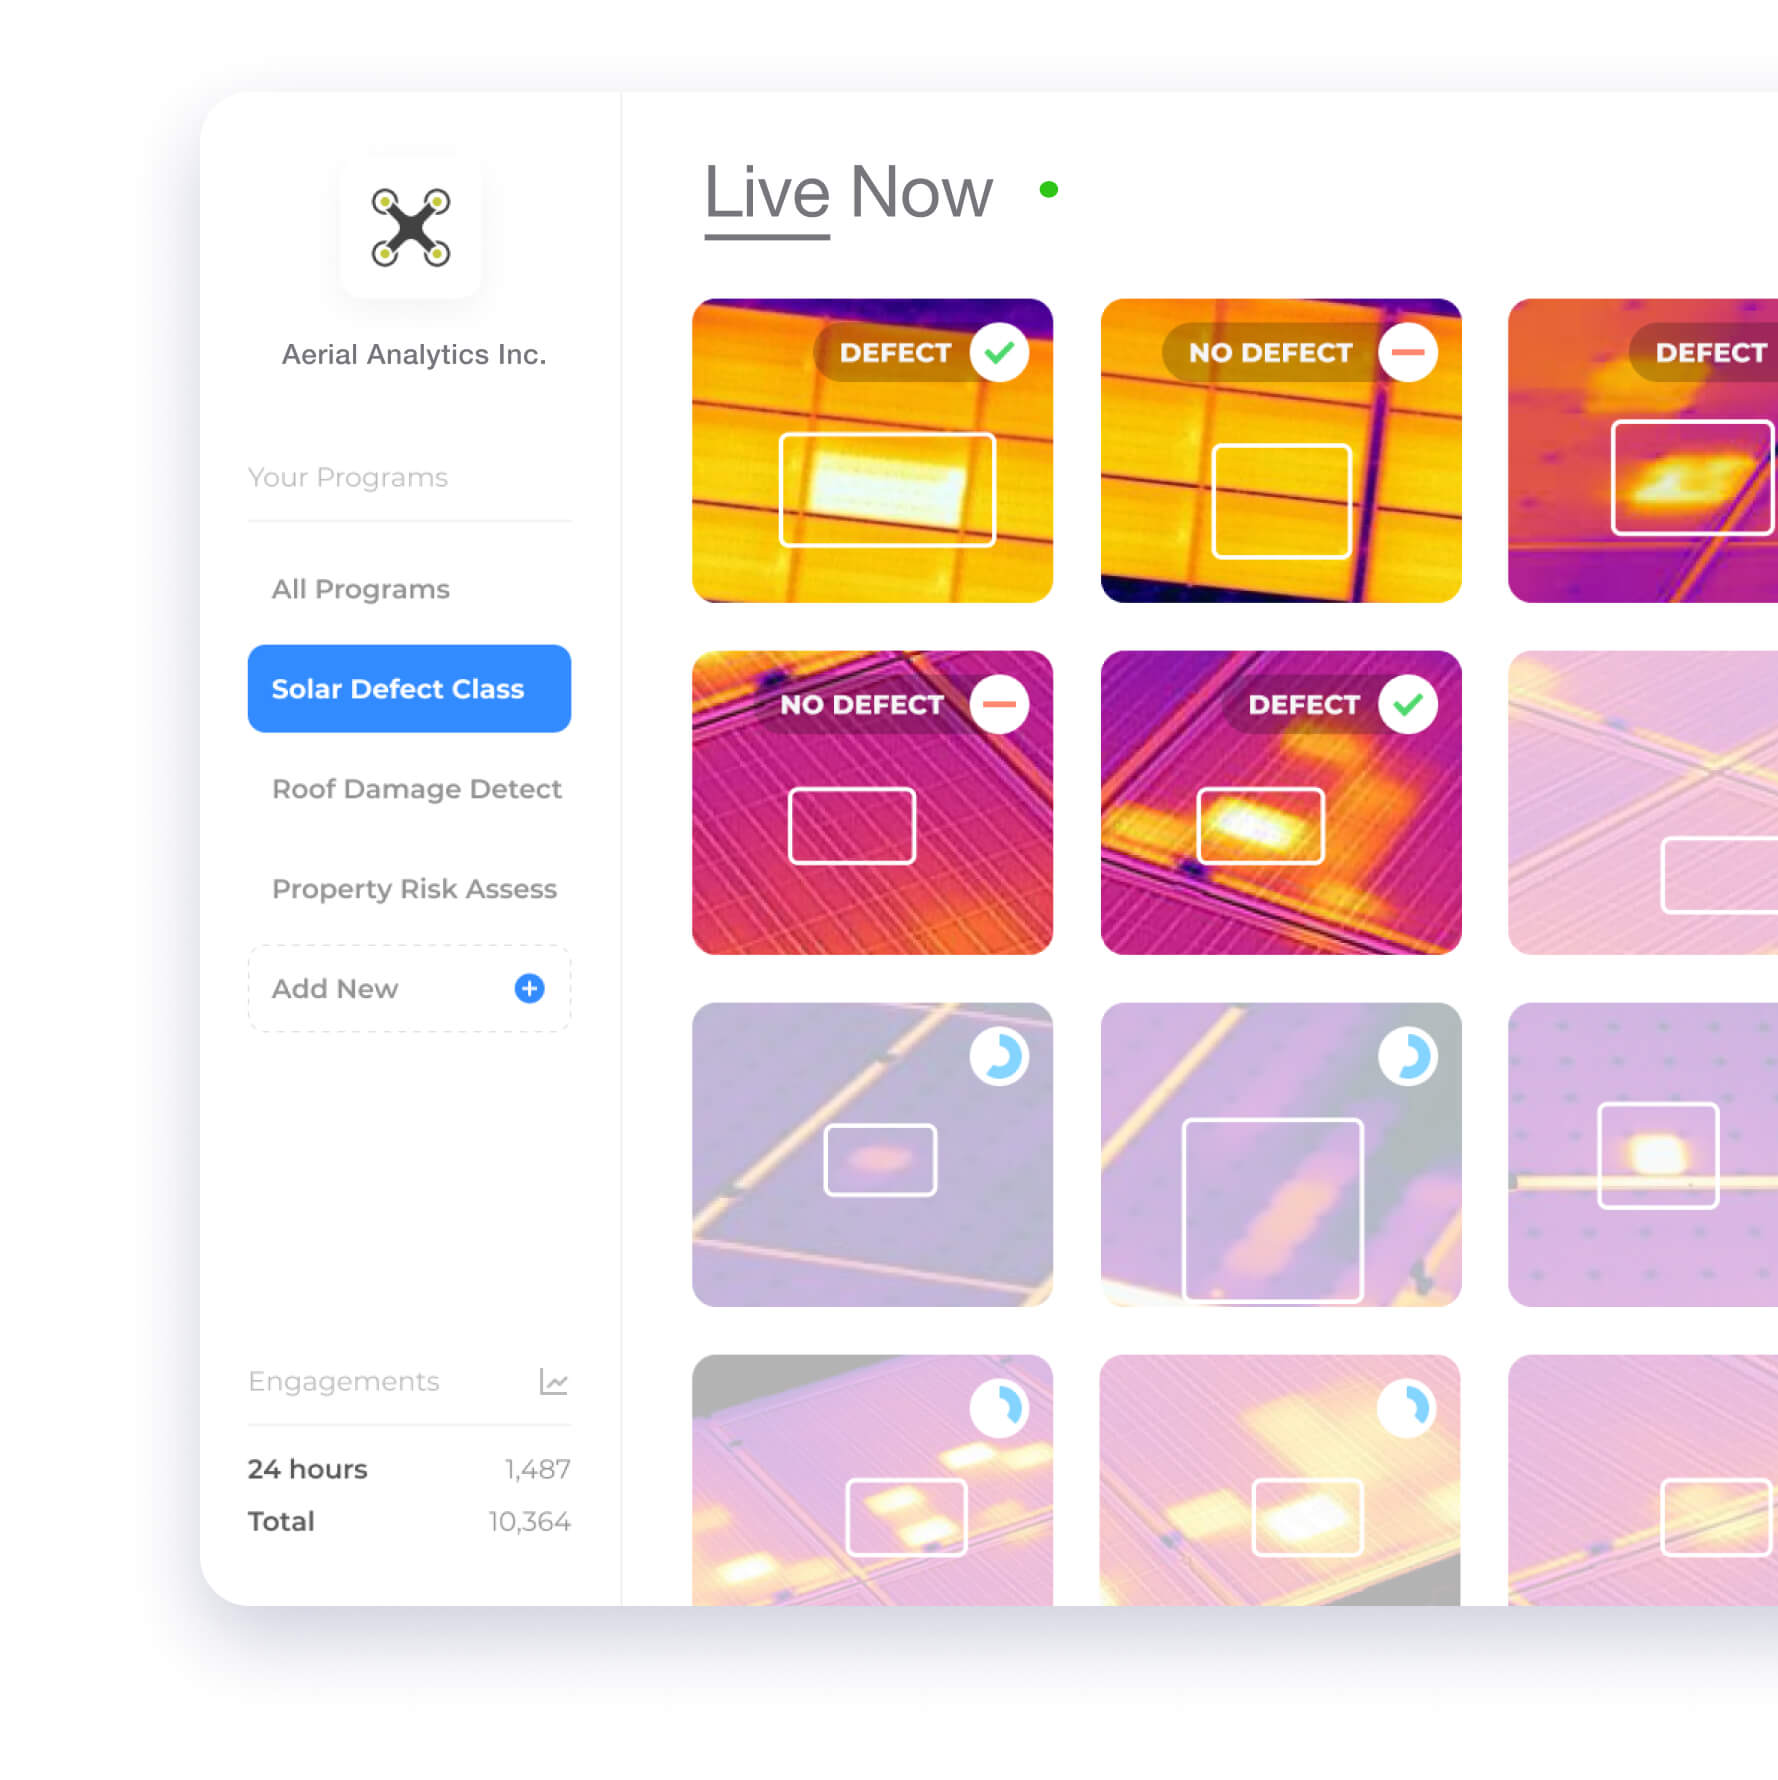 Aerial Analytics Inc.
Your Programs
All Programs
Solar Defect Class
Roof Damage Detect
Property Risk Assess
Add New
Engagements
24 hours 1,487
Total 10,364
Live Now
DEFECT
NO DEFECT
DEFECT
NO DEFECT
DEFECT